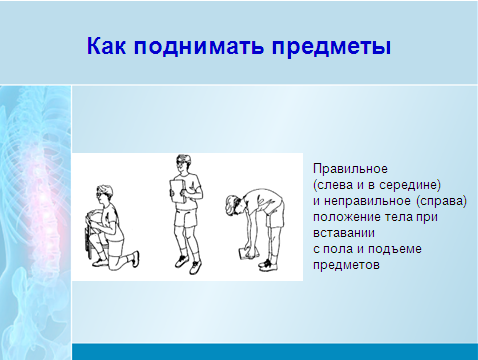 Как поднимать предметы
Правильное
(слева и в середине)
и неправильное (справа)
положение тела при
вставании
с пола и подъеме
предметов